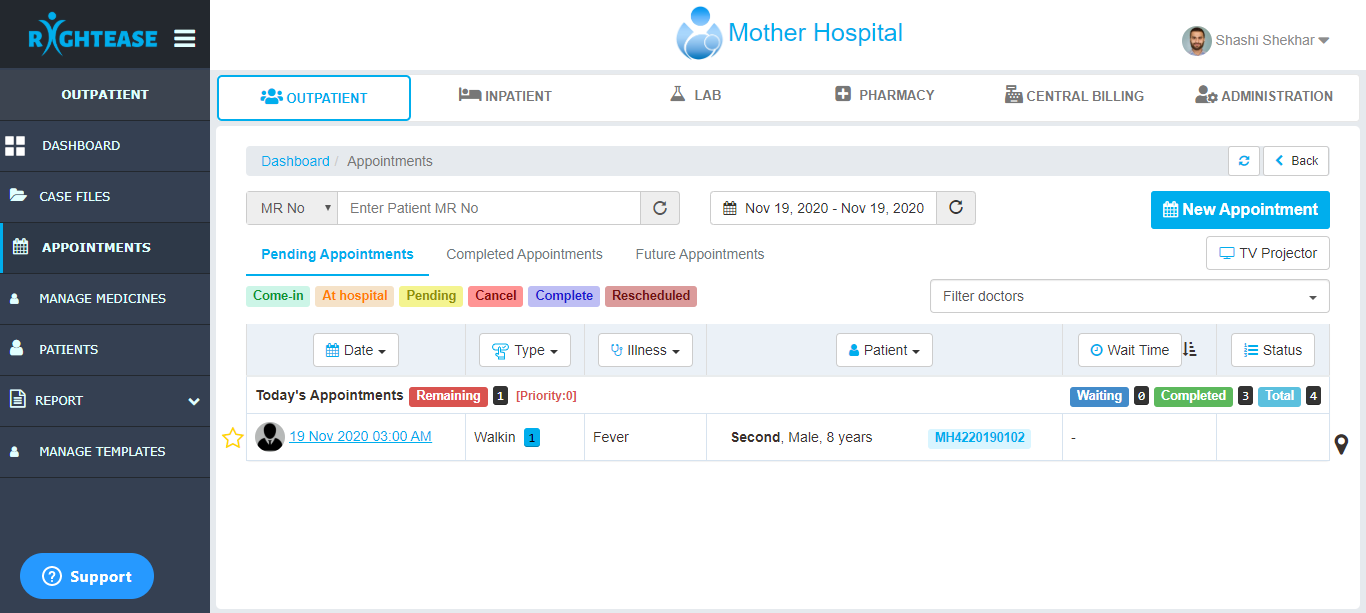 RIGHTEASE
Mother Hospital
Shashi Shekhar
OUTPATIENT
DASHBOARD
CASE FILES
APPOINTMENTS
MANAGE MEDICINES
PATIENTS
REPORT
MANAGE TEMPLATES
? Support
OUTPATIENT INPATIENT LAB PHARMACY CENTRAL BILLING ADMINISTRATION
Dashboard / Appointments Back
MR No Enter Patient MR No Nov 19, 2020 - Nov 19, 2020 New Appointment
Pending Appointments Completed Appointments Future Appointments TV Projector
Come-in At hospital Pending Cancel Complete Rescheduled Filter doctors
Date Type Illness Patient Wait Time Status
Today's Appointments Remaining 1 [Priority:0] Waiting 0 Completed 3 Total 4
19 Nov 2020 03:00 AM Walkin 1 Fever Second, Male, 8 years MH4220190102 -